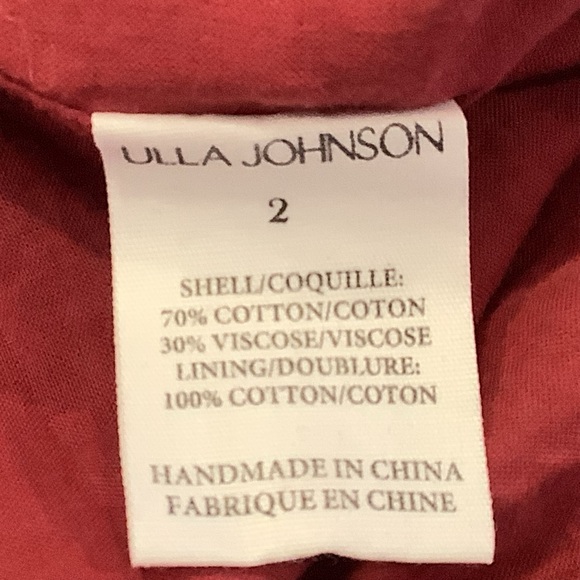 ULLA JOHNSON
2
SHELL/COQUILLE:
70% COTTON/COTON
30% VISCOSE/VISCOSE
LINING/DOUBLURE:
100% COTTON/COTON
HANDMADE IN CHINA
FABRIQUE EN CHINE